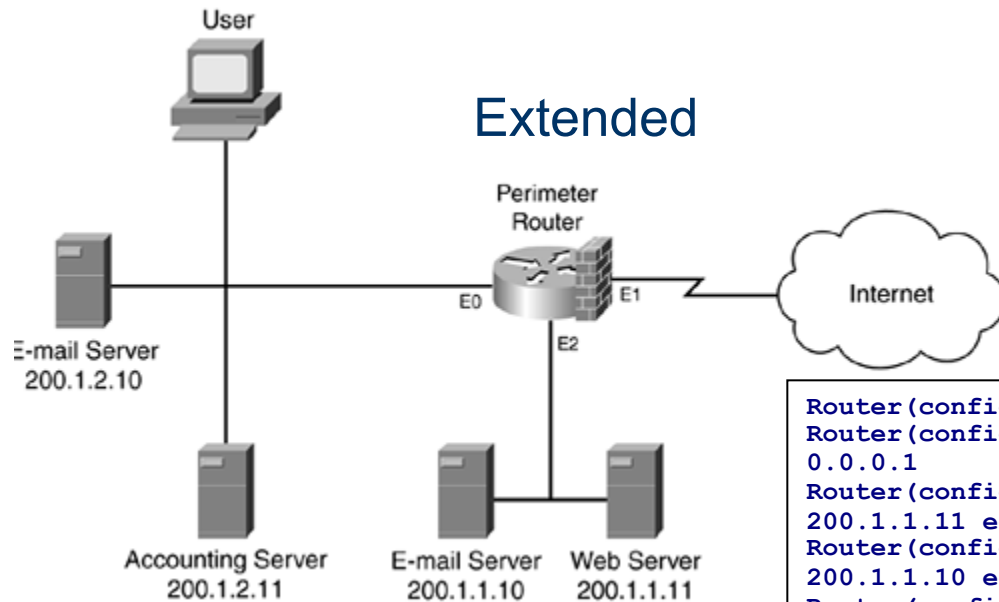 User
Extended
Perimeter
Router
E0
E1
E2
Internet
-mail Server
200.1.2.10
Accounting Server
200.1.2.11
E-mail Server
200.1.1.10
Web Server
200.1.1.11
Router(confi
Router(confi
0.0.0.1
Router(confi
200.1.1.11 e
Router(confi
200.1.1.10 e